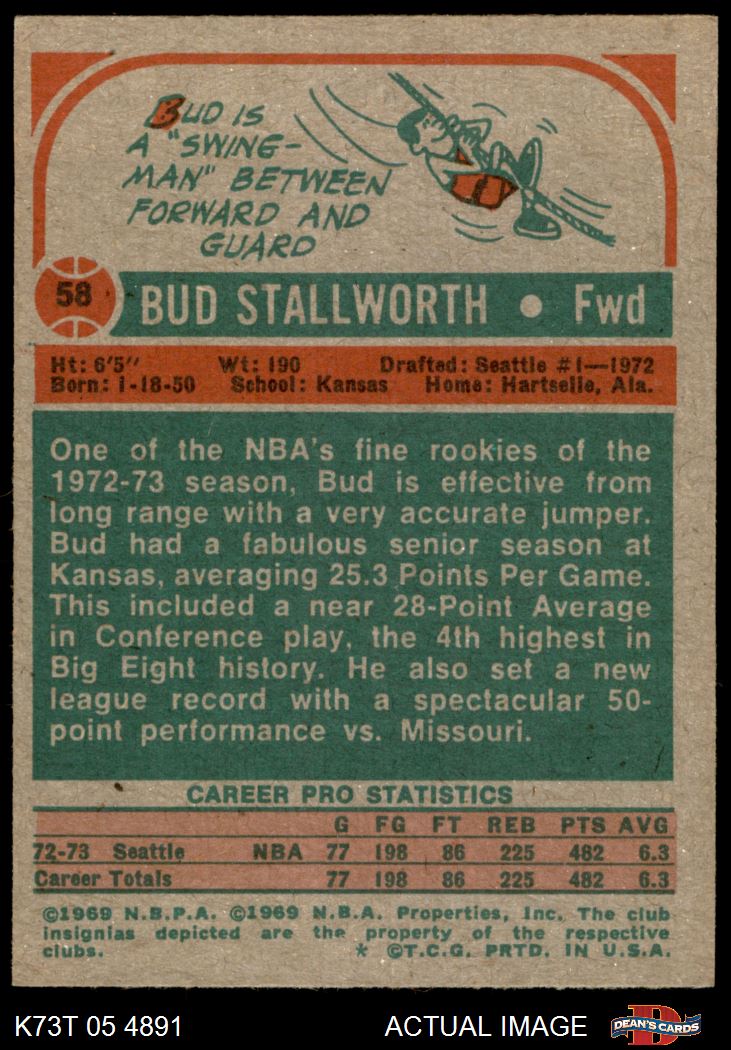 BUD IS
A "SWING-
MAN" BETWEEN
FORWARD AND
GUARD
58
BUD STALLWORTH • Fwd
Ht: 6'5" Wt: 190 Drafted: Seattle #1—1972
Born: 1-18-50 School: Kansas Home: Hartselle, Ala.
One of the NBA's fine rookies of the
1972-73 season, Bud is effective from
long range with a very accurate jumper.
Bud had a fabulous senior season at
Kansas, averaging 25.3 Points Per Game.
This included a near 28-Point Average
in Conference play, the 4th highest in
Big Eight history. He also set a new
league record with a spectacular 50-
point performance vs. Missouri.
CAREER PRO STATISTICS
G FG FT REB PTS AVG
72-73 Seattle NBA 77 198 86 225 482 6.3
Career Totals 77 198 86 225 482 6.3
©1969 N.B.P.A. ©1969 N.B.A. Properties, Inc. The club
insignias depicted are the property of the respective
clubs. * ©T.C.G. PRTD. IN U.S.A.
K73T 05 4891 ACTUAL IMAGE
D
DEAN'S CARDS